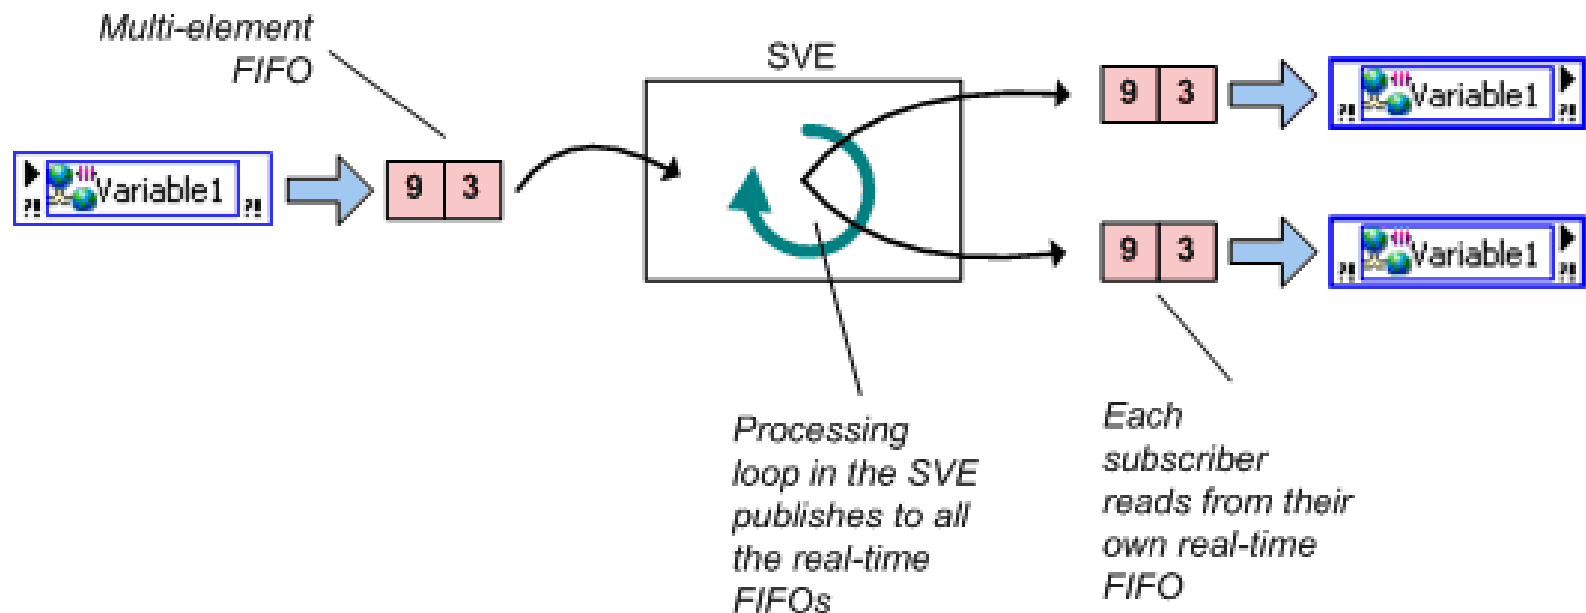 Multi-element
FIFO
SVE
9 3
Variable1
?!
?!
Variable1
?!
?!
9 3
9 3
Variable1
?!
?!
Processing
loop in the SVE
publishes to all
the real-time
FIFOs
Each
subscriber
reads from their
own real-time
FIFO